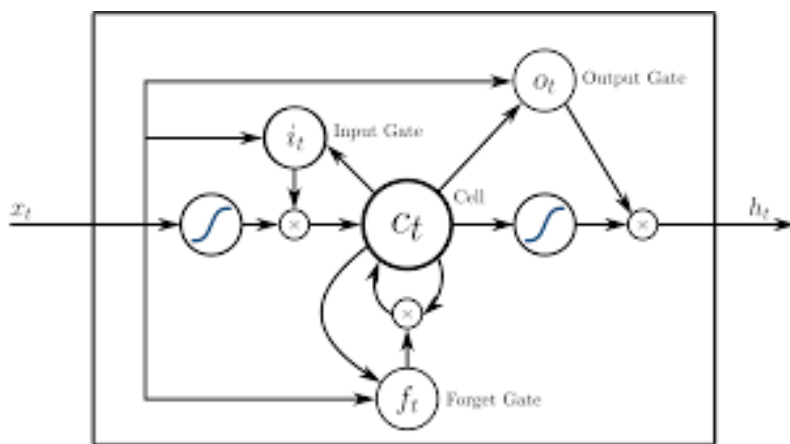 o_t Output Gate
i_t Input Gate
x_t
Cell
h_t
c_t
×
×
×
f_t Forget Gate